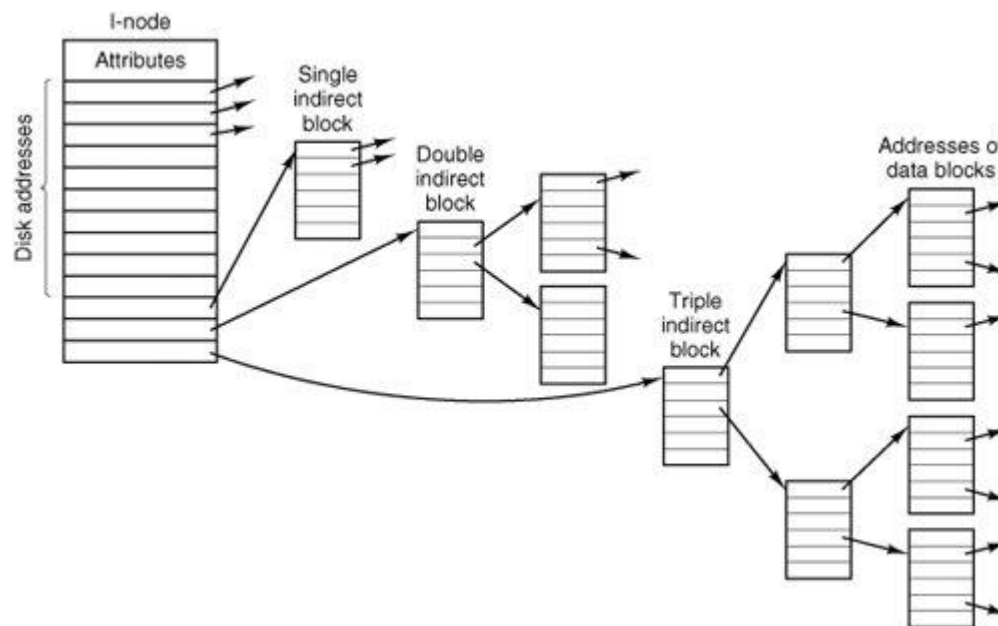 I-node
Attributes
Disk addresses
Single
indirect
block
Double
indirect
block
Triple
indirect
block
Addresses o
data blocks